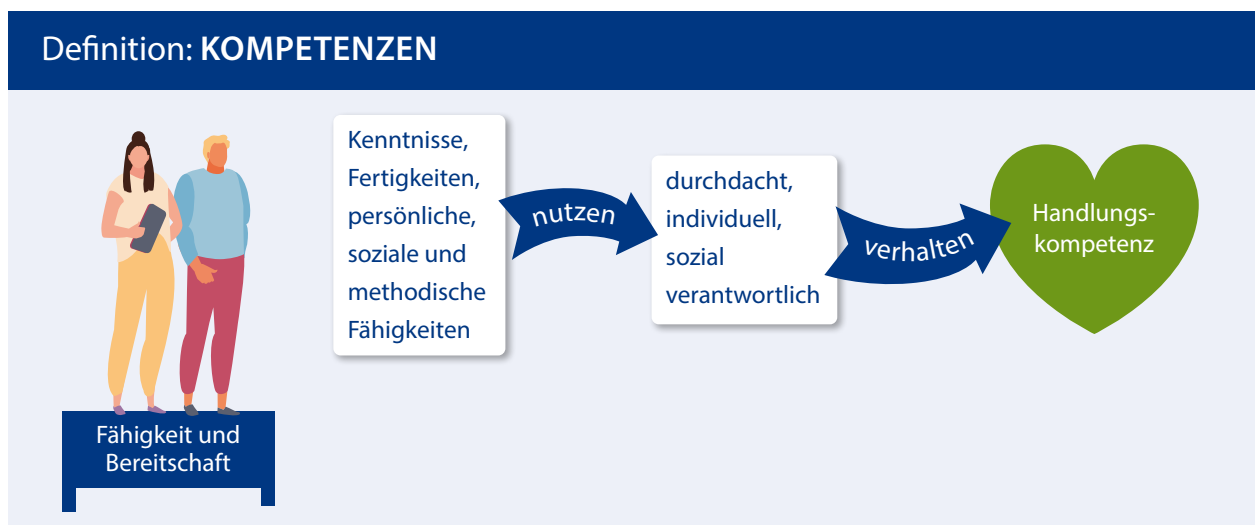 Definition: KOMPETENZEN
Fähigkeit und
Bereitschaft
Kenntnisse,
Fertigkeiten,
persönliche,
soziale und
methodische
Fähigkeiten
nutzen
durchdacht,
individuell,
sozial
verantwortlich
verhalten
Handlungs-
kompetenz